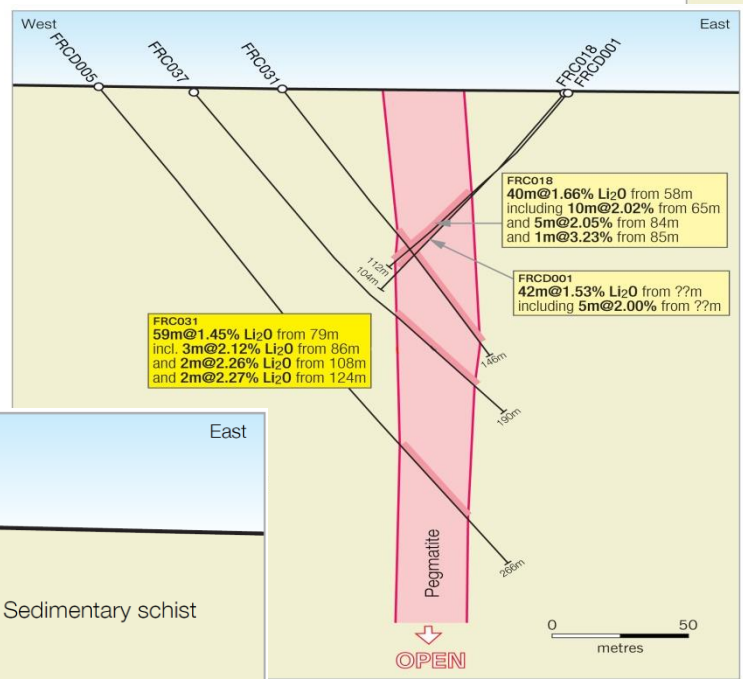 West
East
FRCD005
FRC037
FRC031
FRC018
FRCD001
FRC018
40m@1.66% Li₂O from 58m
including 10m@2.02% from 65m
and 5m@2.05% from 84m
and 1m@3.23% from 85m
FRCD001
42m@1.53% Li₂O from ??m
including 5m@2.00% from ??m
112m
104m
FRC031
59m@1.45% Li₂O from 79m
incl. 3m@2.12% Li₂O from 86m
and 2m@2.26% Li₂O from 108m
and 2m@2.27% Li₂O from 124m
146m
190m
266m
Pegmatite
OPEN
0 50
metres
East
Sedimentary schist